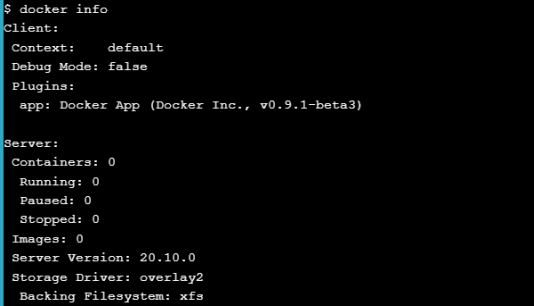 $ docker info
Client:
 Context:    default
 Debug Mode: false
 Plugins:
  app: Docker App (Docker Inc., v0.9.1-beta3)

Server:
 Containers: 0
  Running: 0
  Paused: 0
  Stopped: 0
 Images: 0
 Server Version: 20.10.0
 Storage Driver: overlay2
  Backing Filesystem: xfs